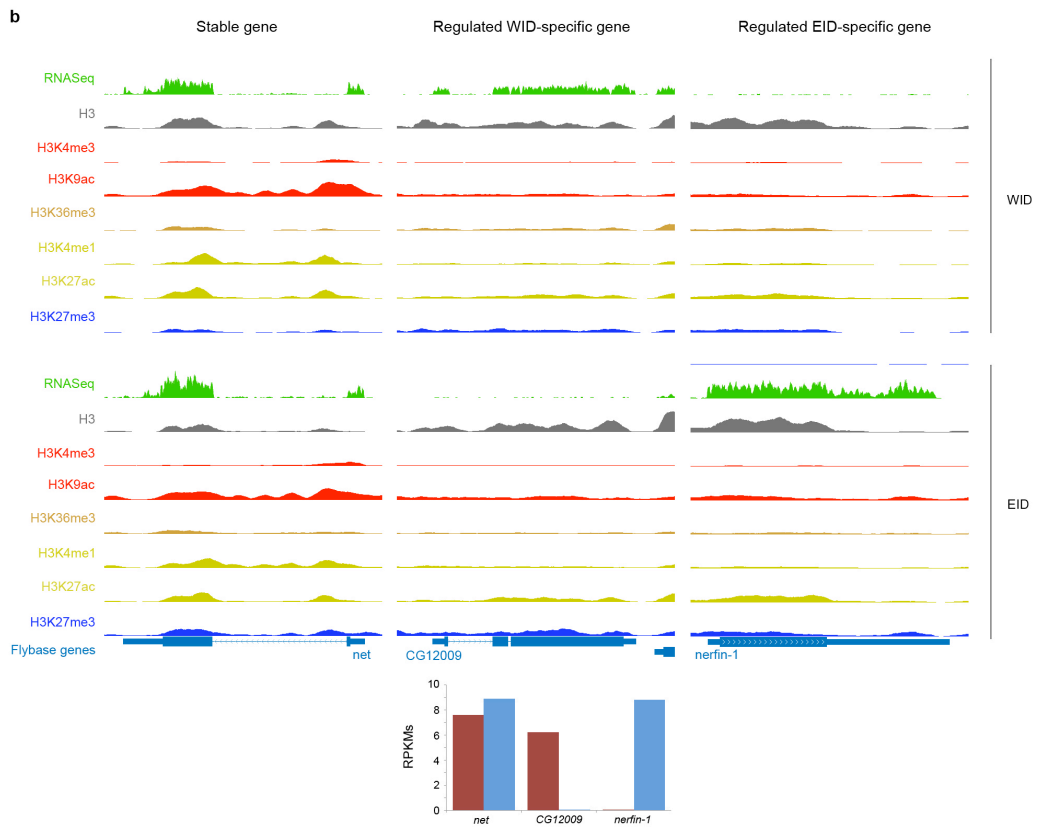 b
Stable gene Regulated WID-specific gene Regulated EID-specific gene
RNASeq
H3
H3K4me3
H3K9ac
H3K36me3
H3K4me1
H3K27ac
H3K27me3
WID
RNASeq
H3
H3K4me3
H3K9ac
H3K36me3
H3K4me1
H3K27ac
H3K27me3
EID
Flybase genes net CG12009 nerfin-1
10
8
6
4
2
0
RPKMs
net CG12009 nerfin-1